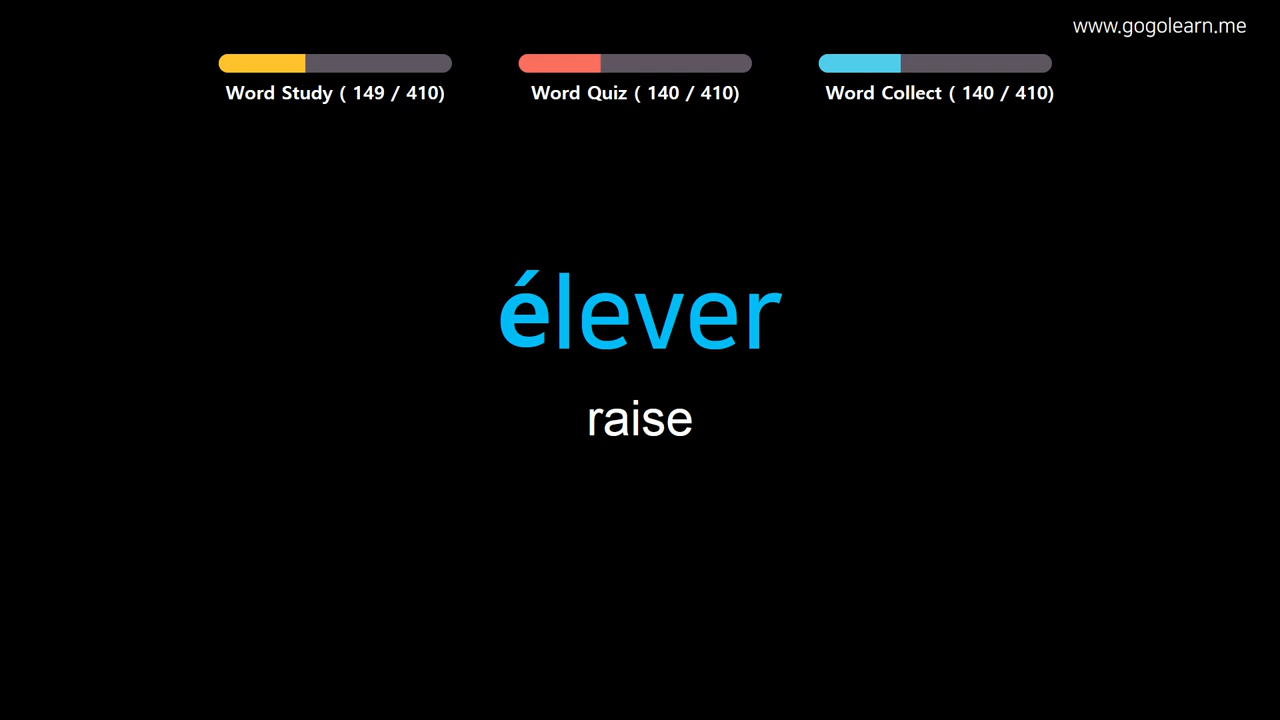 www.gogolearn.me
Word Study ( 149 / 410)
Word Quiz ( 140 / 410)
Word Collect ( 140 / 410)
élever
raise